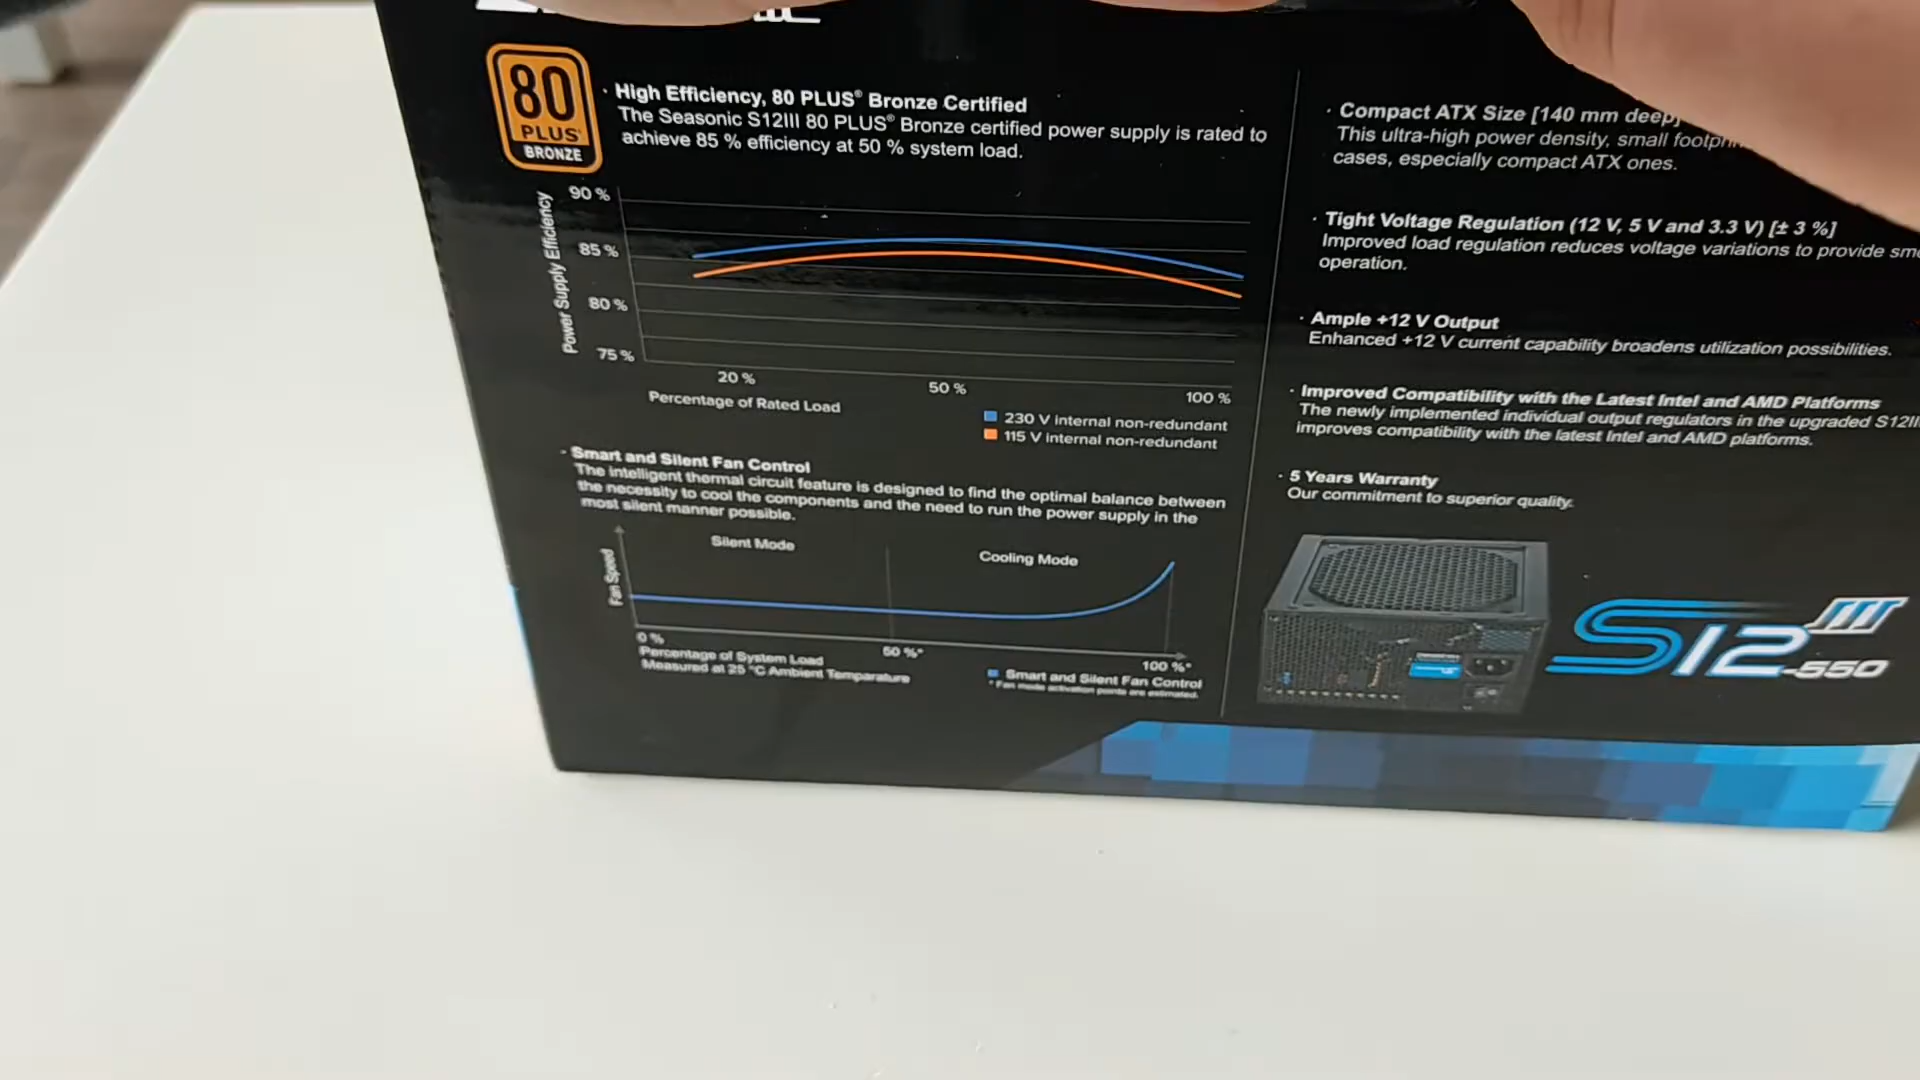 80
PLUS
BRONZE
· High Efficiency, 80 PLUS® Bronze Certified
The Seasonic S12III 80 PLUS® Bronze certified power supply is rated to
achieve 85 % efficiency at 50 % system load.
Power Supply Efficiency
90 %
85 %
80 %
75 %
20 %
50 %
100 %
Percentage of Rated Load
230 V internal non-redundant
115 V internal non-redundant
· Smart and Silent Fan Control
The intelligent thermal circuit feature is designed to find the optimal balance between
the necessity to cool the components and the need to run the power supply in the
most silent manner possible.
Silent Mode
Cooling Mode
Fan Speed
0 %
50 %*
100 %*
Percentage of System Load
Measured at 25 °C Ambient Temparature
Smart and Silent Fan Control
* Fan mode activation points are estimated.
· Compact ATX Size [140 mm deep]
This ultra-high power density, small
cases, especially compact ATX ones.
· Tight Voltage Regulation (12 V, 5 V and 3.3 V) [± 3 %]
Improved load regulation reduces voltage variations to provide
operation.
· Ample +12 V Output
Enhanced +12 V current capability broadens utilization possibilities.
· Improved Compatibility with the Latest Intel and AMD Platforms
The newly implemented individual output regulators in the upgraded S12III
improves compatibility with the latest Intel and AMD platforms.
· 5 Years Warranty
Our commitment to superior quality.
S12III-550